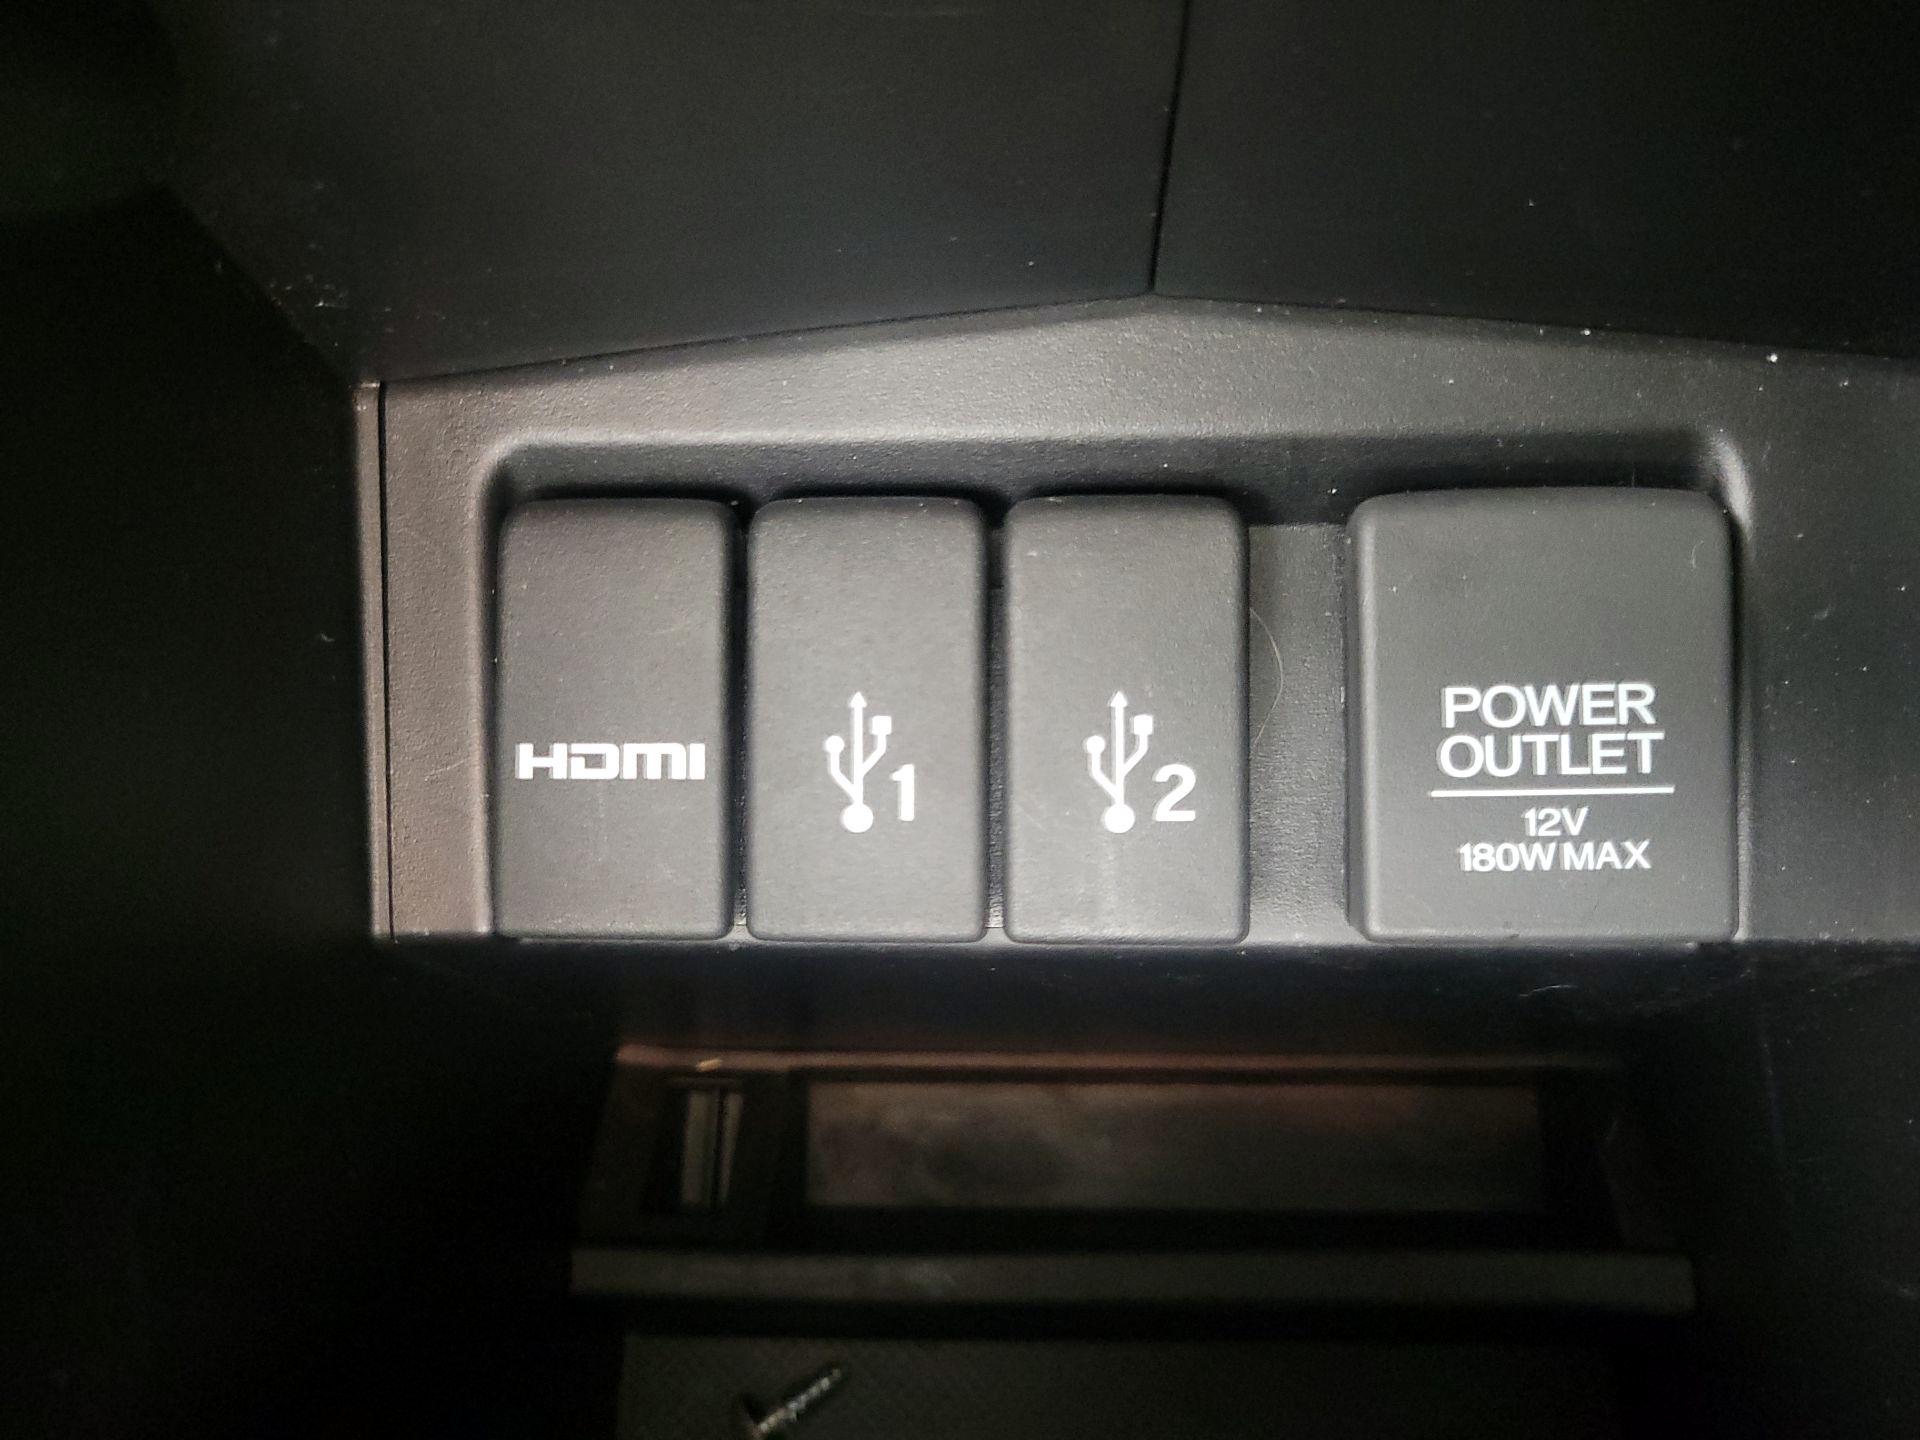 HDMI
1
2
POWER
OUTLET
12V
180W MAX